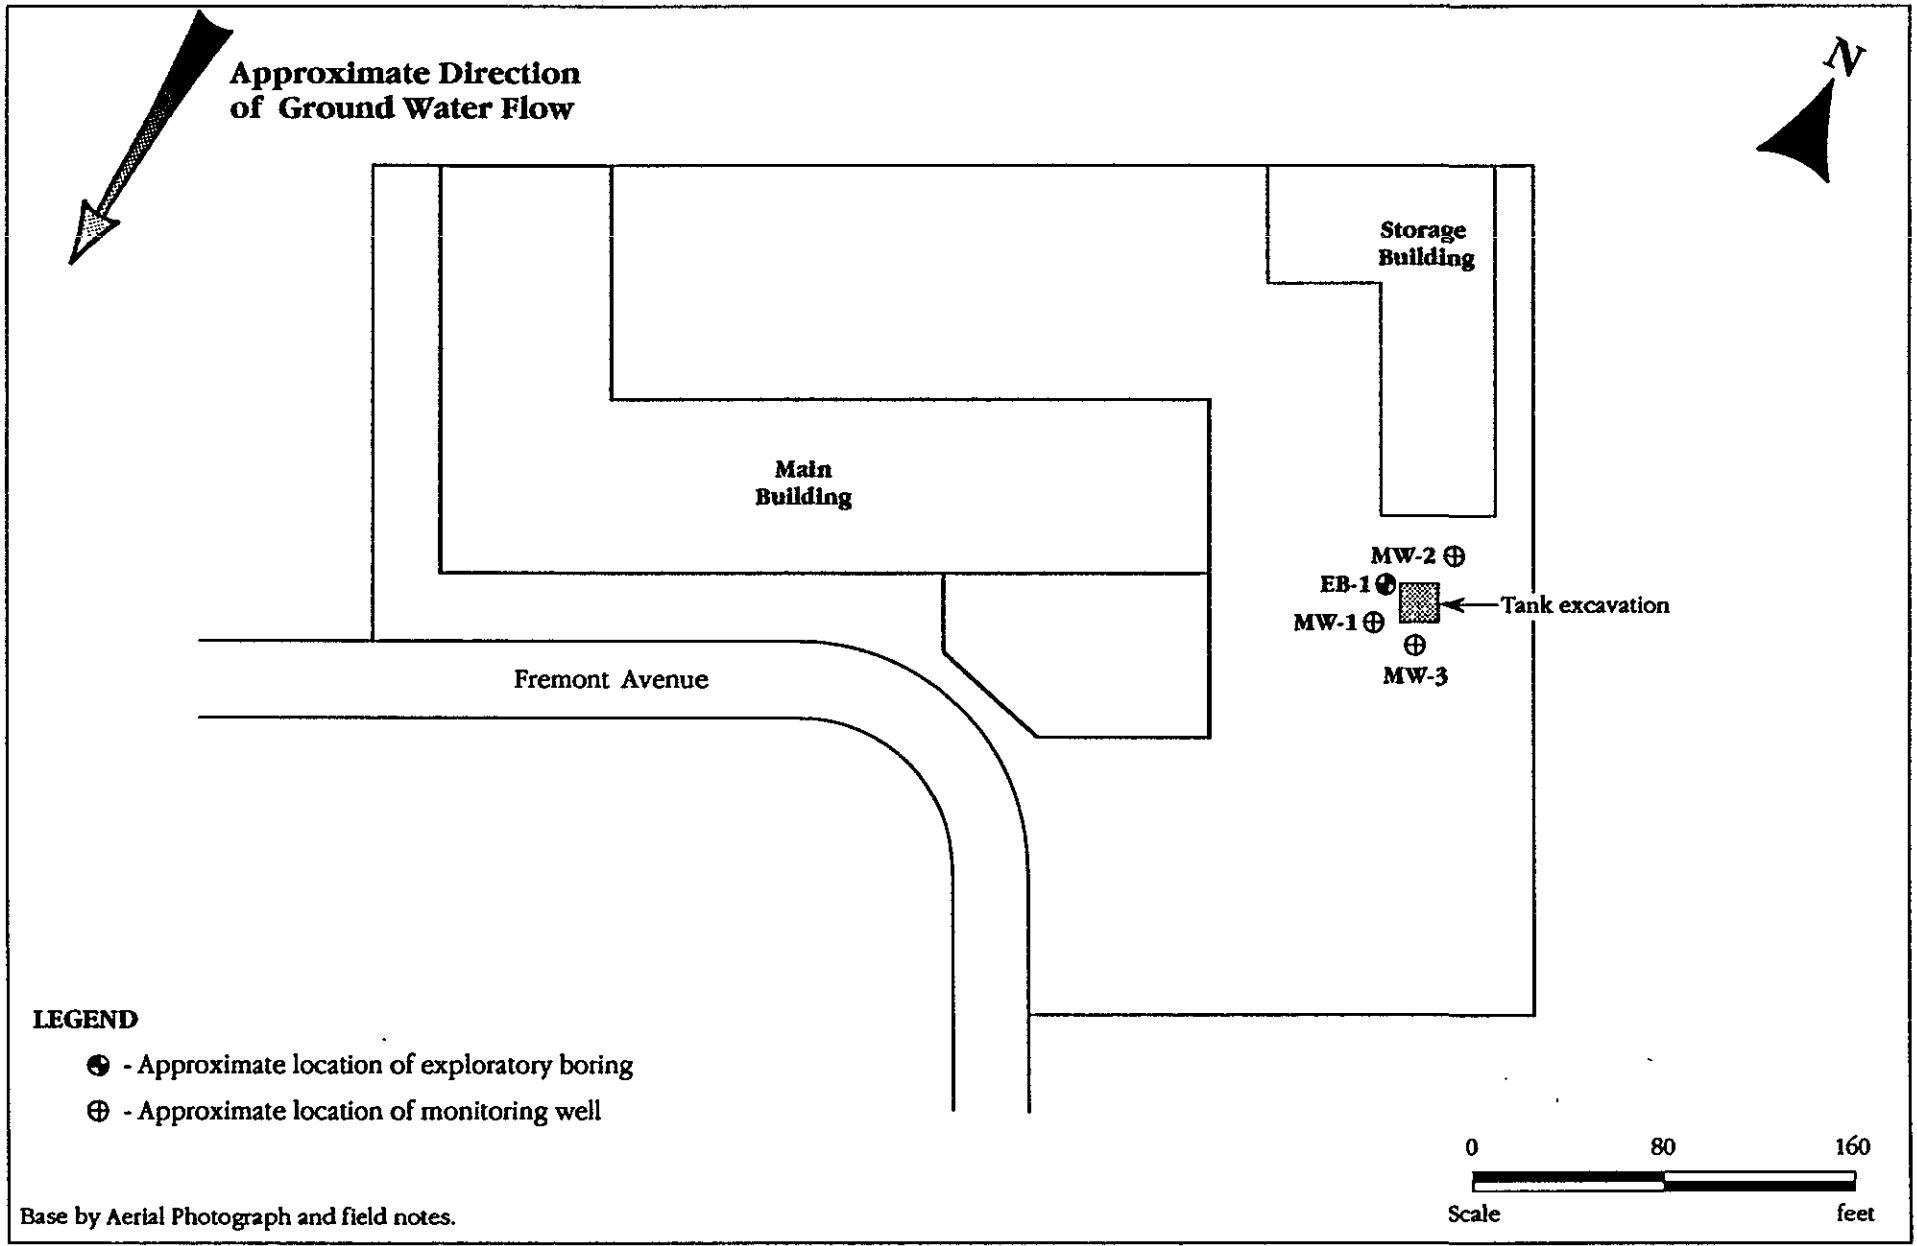 Approximate Direction
of Ground Water Flow
N
Storage
Building
Main
Building
MW-2
EB-1
Tank excavation
MW-1
MW-3
Fremont Avenue
LEGEND
- Approximate location of exploratory boring
- Approximate location of monitoring well
0 80 160
Scale feet
Base by Aerial Photograph and field notes.